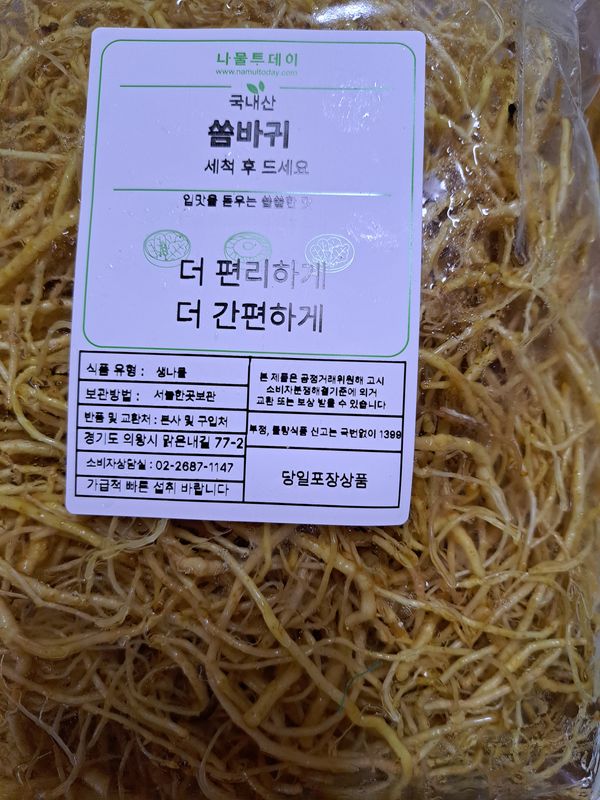 나물투데이
www.namultoday.com
국내산
씀바귀
세척 후 드세요
입맛을 돋우는 쌉쌀한 맛
더 편리하게
더 간편하게
식품 유형 : 생나물
보관방법 : 서늘한곳보관
반품 및 교환처 : 본사 및 구입처
경기도 의왕시 맑은내길 77-2
소비자상담실 : 02-2687-1147
가급적 빠른 섭취 바랍니다
본 제품은 공정거래위원회 고시
소비자분쟁해결기준에 의거
교환 또는 보상 받을 수 있습니다
부정, 불량식품 신고는 국번없이 1399
당일포장상품